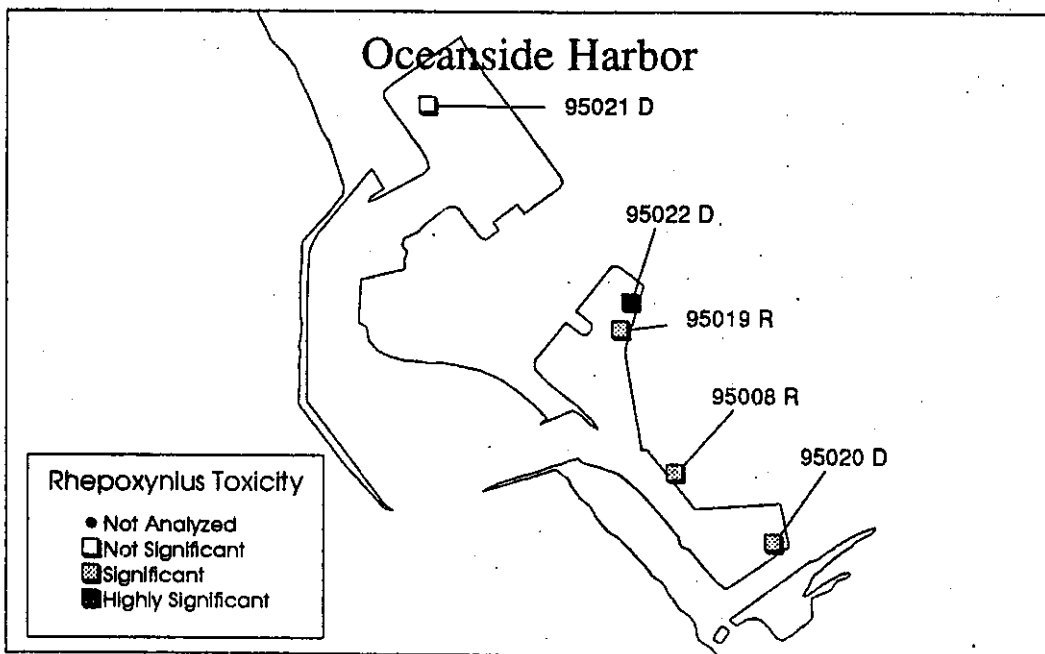 Oceanside Harbor
95021 D
95022 D
95019 R
95008 R
95020 D
Rhepoxynius Toxicity
Not Analyzed
Not Significant
Significant
Highly Significant